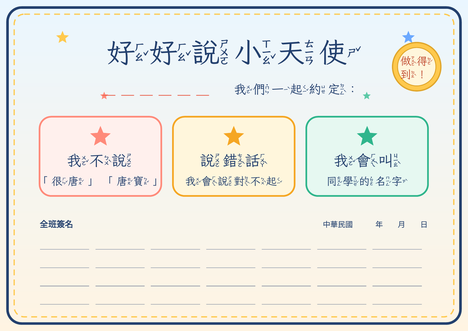 好好說小天使
做得到！
我們一起約定：
我不說
「很唐」「唐寶」
說錯話
我會說對不起
我會叫
同學的名字
全班簽名
中華民國 年 月 日